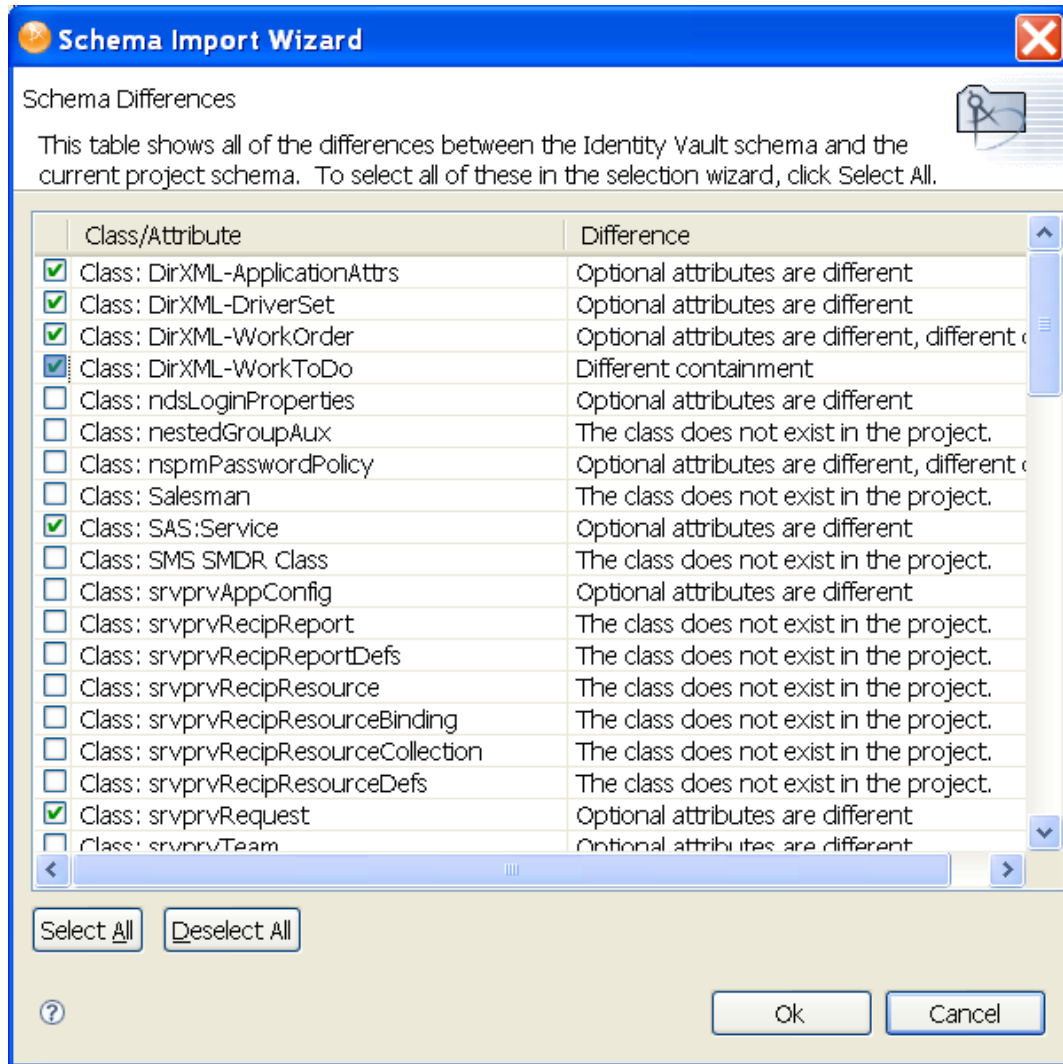 Schema Import Wizard
Schema Differences
This table shows all of the differences between the Identity Vault schema and the
current project schema. To select all of these in the selection wizard, click Select All.
Class/Attribute Difference
Class: DirXML-ApplicationAttrs Optional attributes are different
Class: DirXML-DriverSet Optional attributes are different
Class: DirXML-WorkOrder Optional attributes are different, different
Class: DirXML-WorkToDo Different containment
Class: ndsLoginProperties Optional attributes are different
Class: nestedGroupAux The class does not exist in the project.
Class: nspmPasswordPolicy Optional attributes are different, different
Class: Salesman The class does not exist in the project.
Class: SAS:Service Optional attributes are different
Class: SMS SMDR Class The class does not exist in the project.
Class: srvprvAppConfig Optional attributes are different
Class: srvprvRecipReport The class does not exist in the project.
Class: srvprvRecipReportDefs The class does not exist in the project.
Class: srvprvRecipResource The class does not exist in the project.
Class: srvprvRecipResourceBinding The class does not exist in the project.
Class: srvprvRecipResourceCollection The class does not exist in the project.
Class: srvprvRecipResourceDefs The class does not exist in the project.
Class: srvprvRequest Optional attributes are different
Class: srvprvTeam Optional attributes are different
Select All Deselect All
? Ok Cancel